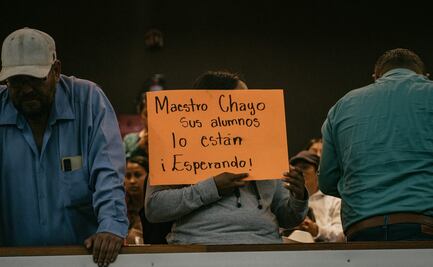 Maestro Chayo
sus alumnos
lo están
¡Esperando!